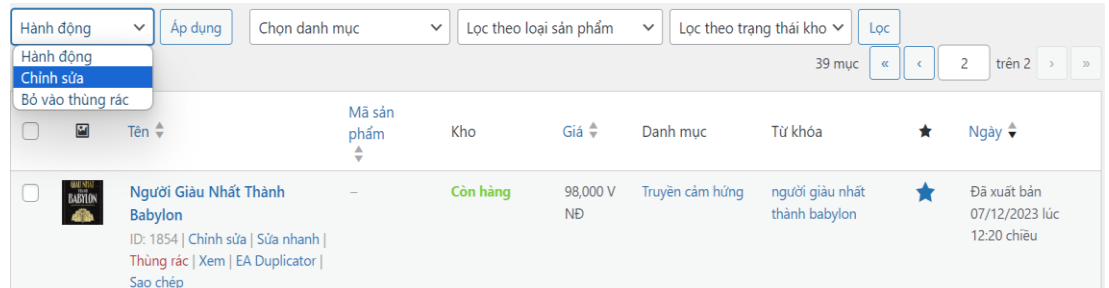 Hành động Áp dụng Chọn danh mục Lọc theo loại sản phẩm Lọc theo trạng thái kho Lọc
Hành động
Chỉnh sửa
Bỏ vào thùng rác
39 mục « ‹ 2 trên 2 › »
Tên
Mã sản
phẩm
Kho
Giá
Danh mục
Từ khóa
Ngày
Người Giàu Nhất Thành
Babylon
ID: 1854 | Chỉnh sửa | Sửa nhanh |
Thùng rác | Xem | EA Duplicator |
Sao chép
–
Còn hàng
98,000 V
NĐ
Truyền cảm hứng
người giàu nhất
thành babylon
Đã xuất bản
07/12/2023 lúc
12:20 chiều
BABYLON